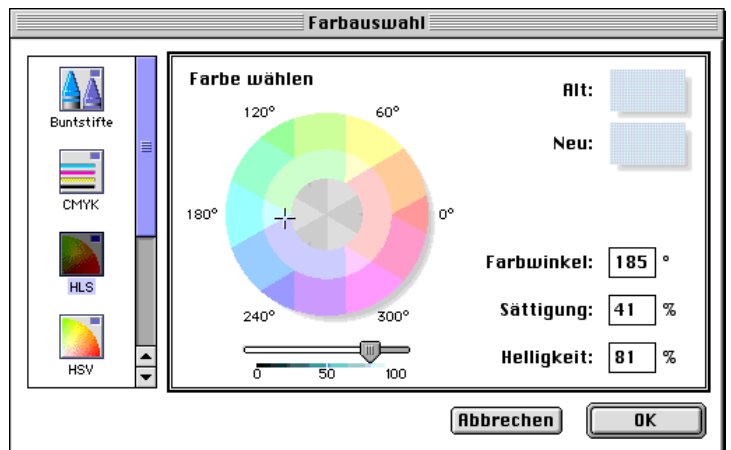 Farbauswahl
Buntstifte
CMYK
HLS
HSV
Farbe wählen
120°
60°
180°
0°
240°
300°
0
50
100
Alt:
Neu:
Farbwinkel: 185 °
Sättigung: 41 %
Helligkeit: 81 %
Abbrechen
OK